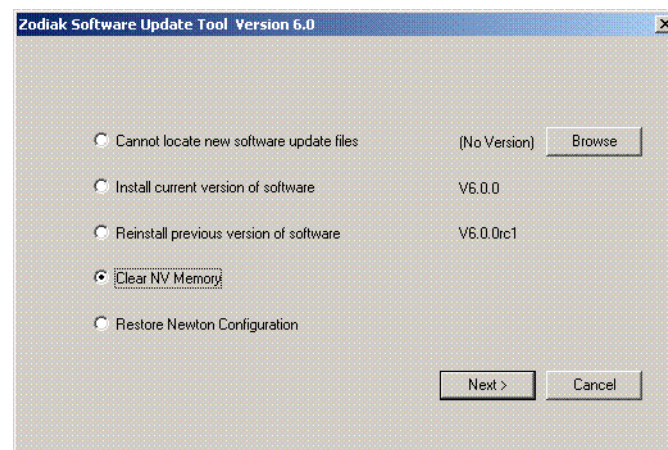 Zodiak Software Update Tool Version 6.0
Cannot locate new software update files (No Version) Browse
Install current version of software V6.0.0
Reinstall previous version of software V6.0.0rc1
Clear NV Memory
Restore Newton Configuration
Next > Cancel